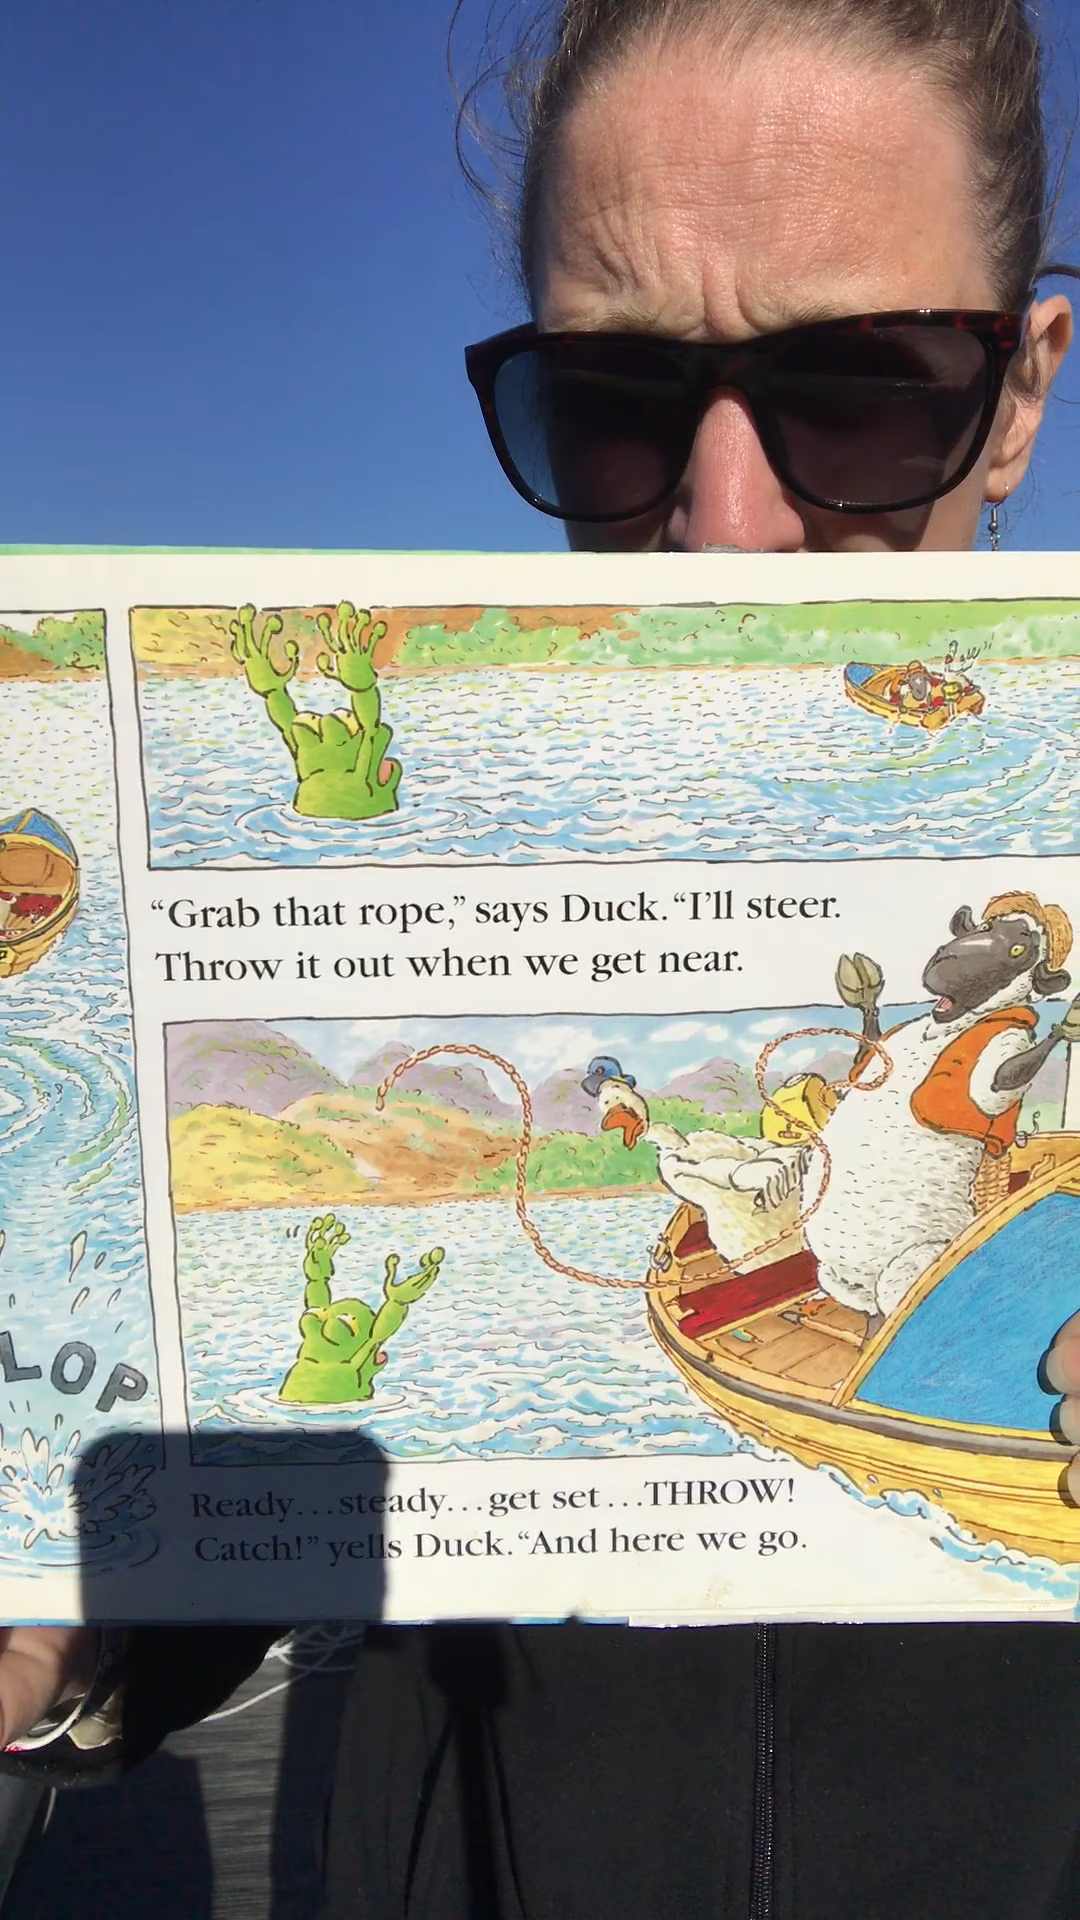 "Grab that rope," says Duck. "I'll steer.
Throw it out when we get near.
LOP
Ready...steady...get set...THROW!
Catch!" yells Duck. "And here we go.